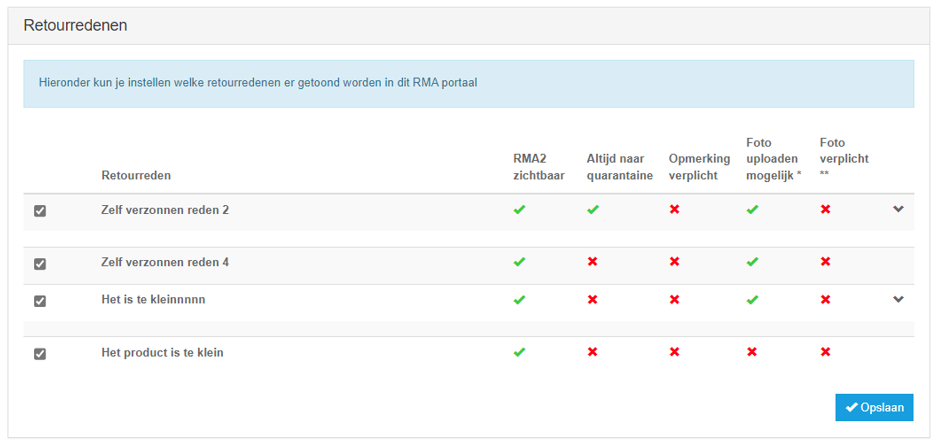 Retourredenen
Hieronder kun je instellen welke retourredenen er getoond worden in dit RMA portaal
Retourreden
RMA2
zichtbaar
Altijd naar
quarantaine
Opmerking
verplicht
Foto
uploaden
mogelijk *
Foto
verplicht
**
Zelf verzonnen reden 2
Zelf verzonnen reden 4
Het is te kleinnnnn
Het product is te klein
Opslaan